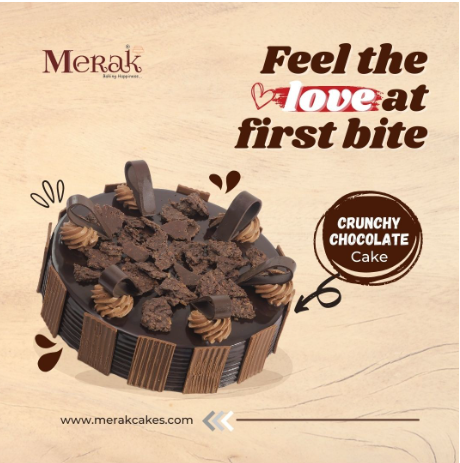 Merak
Baking Happiness...
Feel the
love at
first bite
CRUNCHY
CHOCOLATE
Cake
www.merakcakes.com